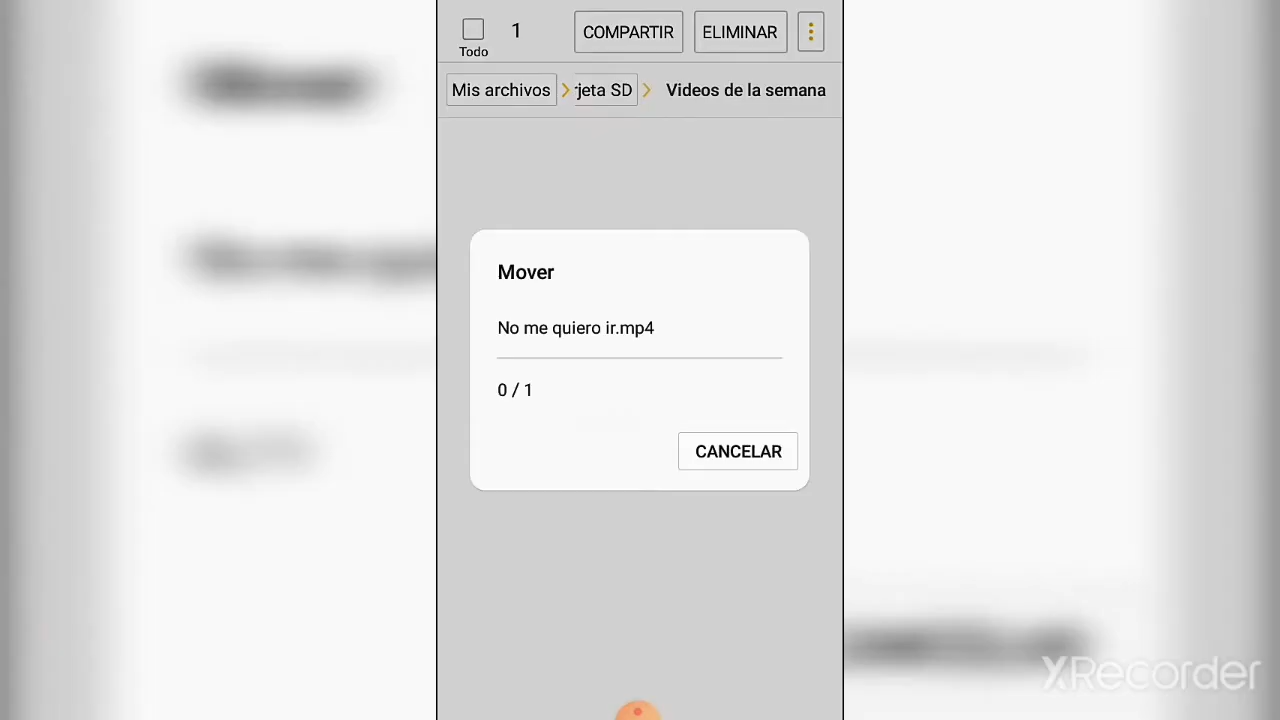 1
COMPARTIR
ELIMINAR
Todo
Mis archivos
rjeta SD
Videos de la semana
Mover
No me quiero ir.mp4
0 / 1
CANCELAR
XRecorder